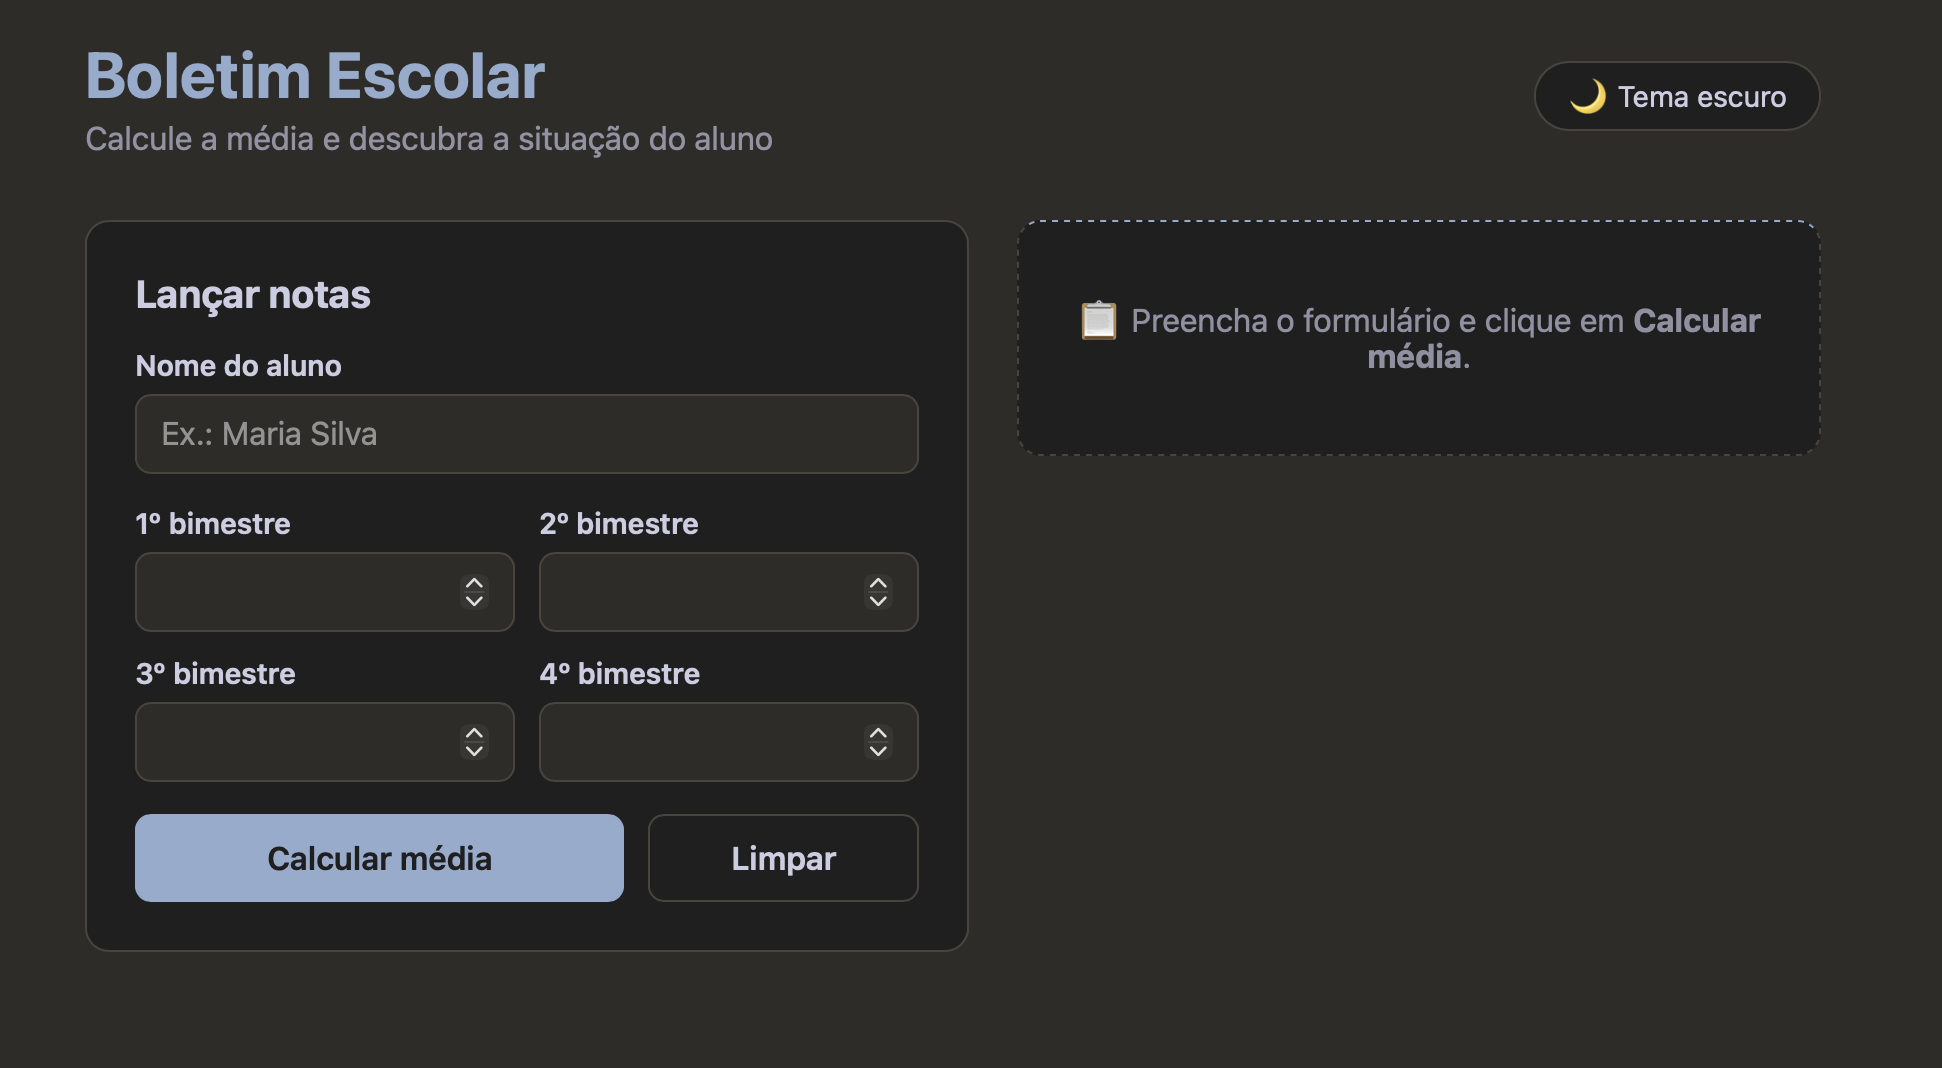 Boletim Escolar
Calcule a média e descubra a situação do aluno
🌙 Tema escuro
Lançar notas
Nome do aluno
Ex.: Maria Silva
1º bimestre
2º bimestre
3º bimestre
4º bimestre
Calcular média
Limpar
📋 Preencha o formulário e clique em Calcular
média.